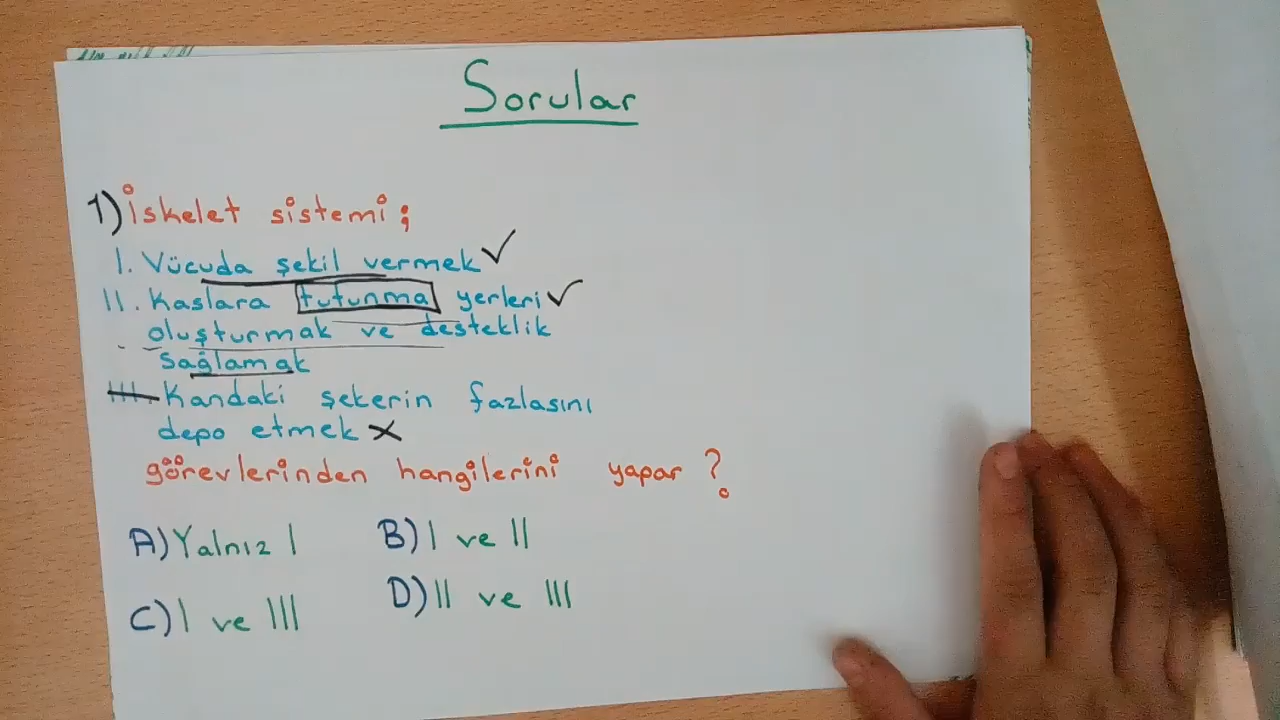 Sorular
1) İskelet sistemi;
I. Vücuda şekil vermek ✓
II. Kaslara tutunma yerleri ✓
oluşturmak ve desteklik
sağlamak
III. Kandaki şekerin fazlasını
depo etmek ✗
görevlerinden hangilerini yapar ?
A) Yalnız I B) I ve II
C) I ve III D) II ve III